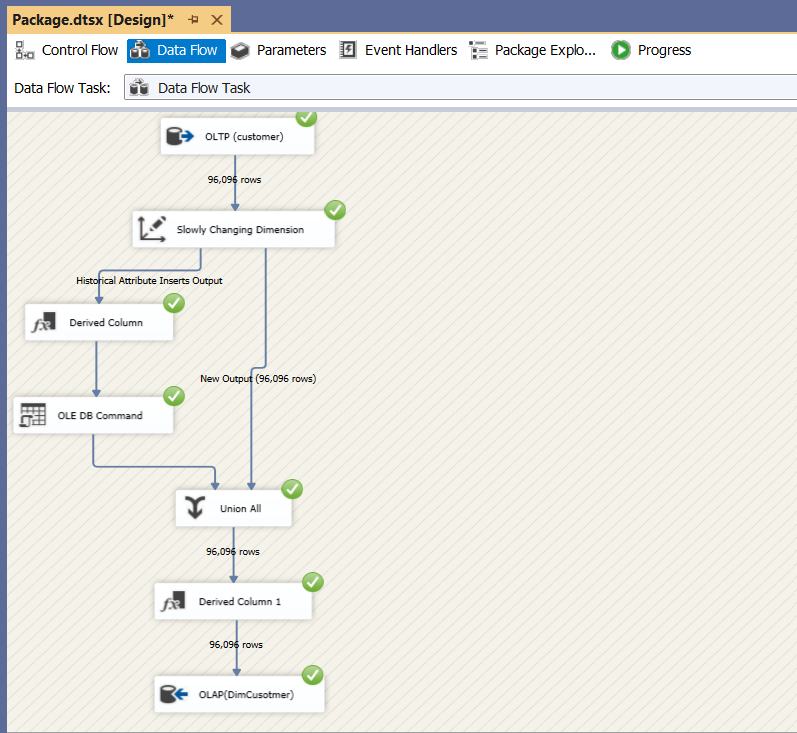 Package.dtsx [Design]*
Control Flow Data Flow Parameters Event Handlers Package Explo... Progress
Data Flow Task: Data Flow Task
OLTP (customer)
96,096 rows
Slowly Changing Dimension
Historical Attribute Inserts Output
Derived Column
New Output (96,096 rows)
OLE DB Command
Union All
96,096 rows
Derived Column 1
96,096 rows
OLAP(DimCusotmer)